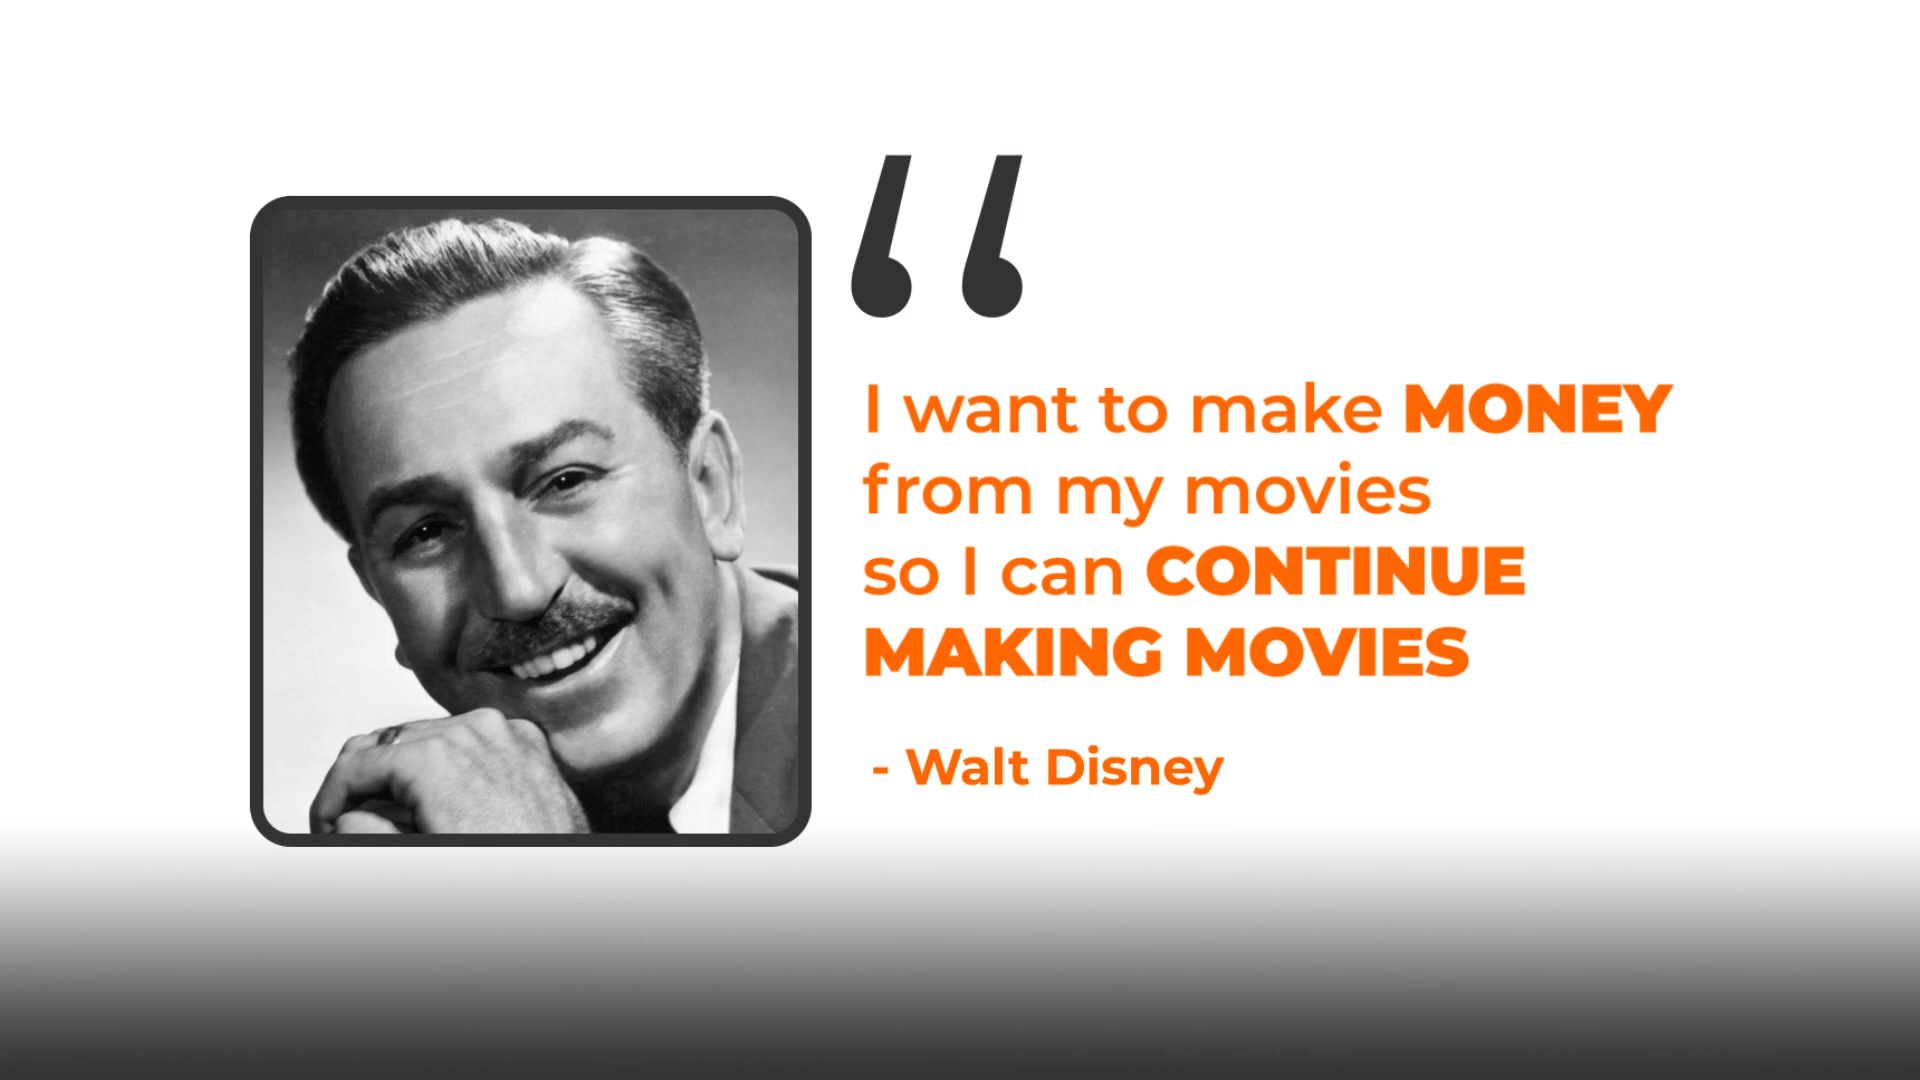 “
I want to make MONEY
from my movies
so I can CONTINUE
MAKING MOVIES
- Walt Disney